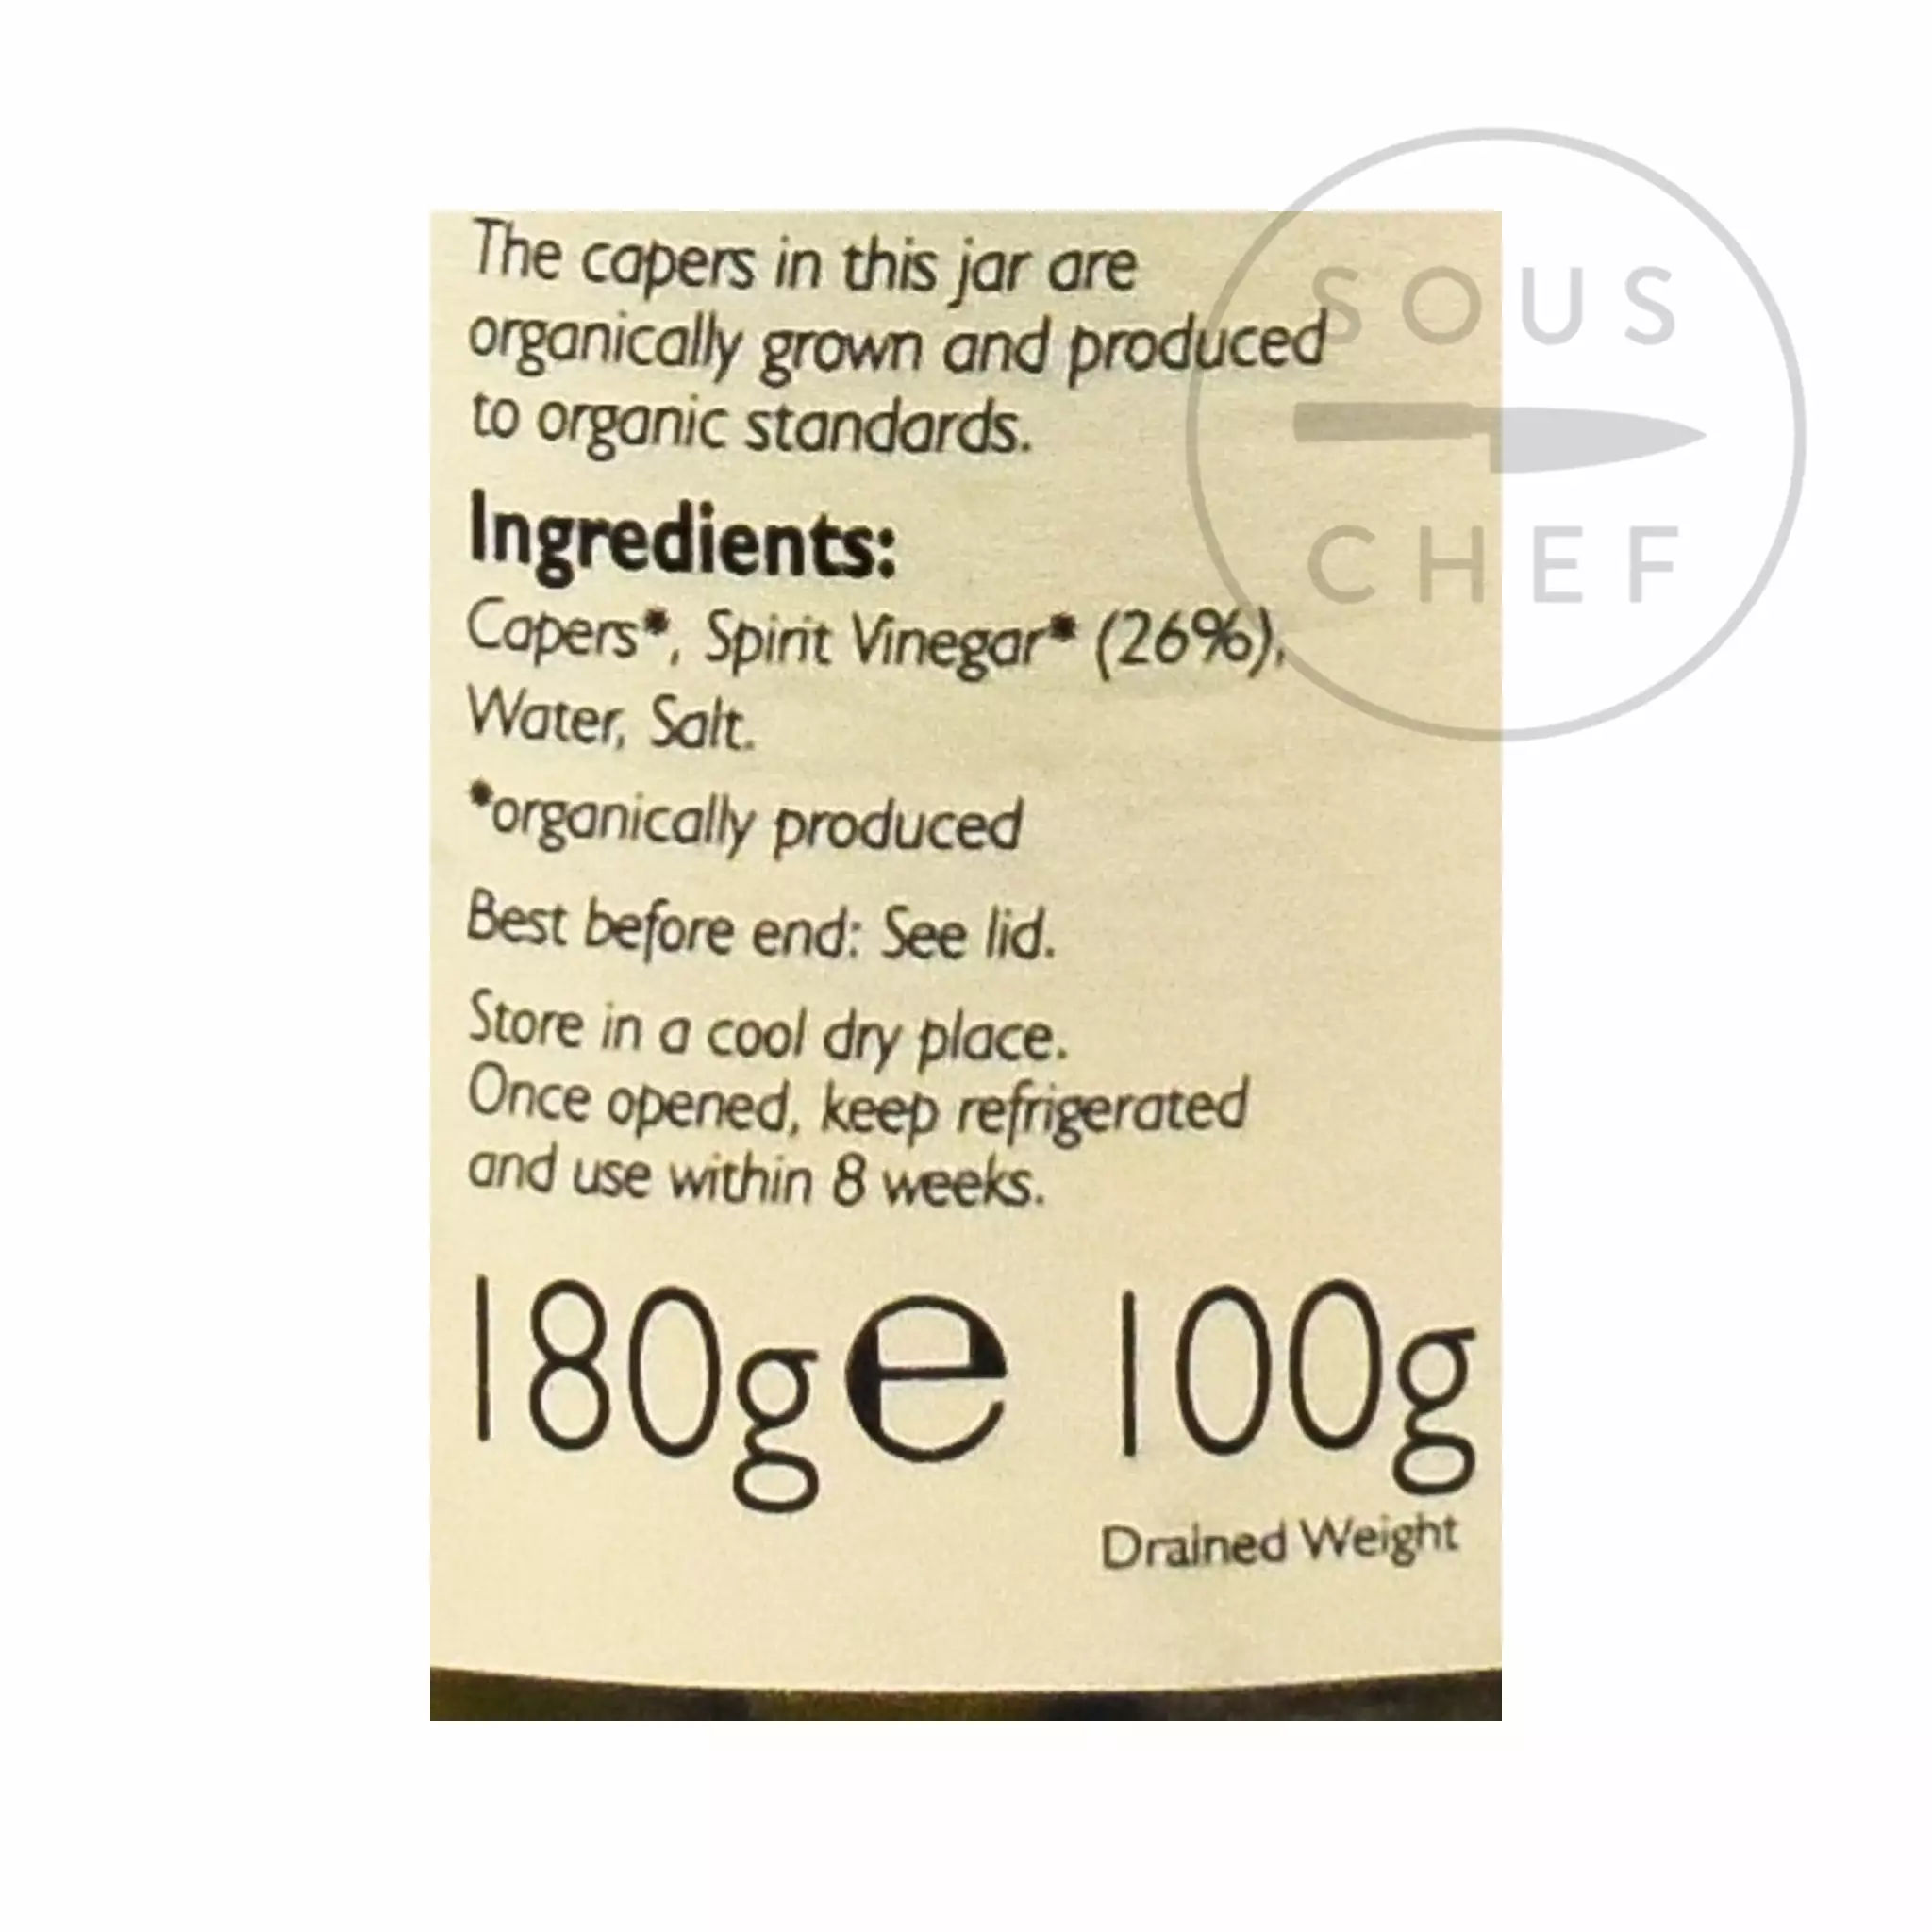 SOUS
CHEF
The capers in this jar are
organically grown and produced
to organic standards.
Ingredients:
Capers*, Spirit Vinegar* (26%),
Water, Salt.
*organically produced
Best before end: See lid.
Store in a cool dry place.
Once opened, keep refrigerated
and use within 8 weeks.
180g e 100g
Drained Weight